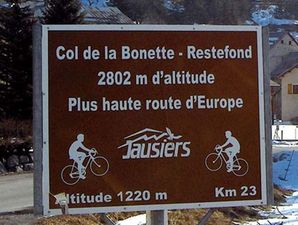 Col de la Bonette - Restefond
2802 m d'altitude
Plus haute route d'Europe
Jausiers
Altitude 1220 m
Km 23